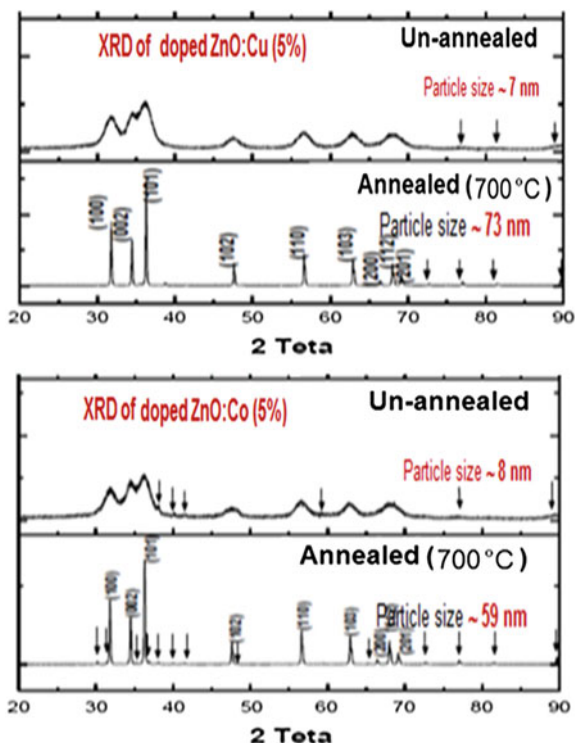 XRD of doped ZnO:Cu (5%)
Un-annealed
Particle size ~ 7 nm
Annealed (700°C)
Particle size ~ 73 nm
(100)
(002)
(101)
(102)
(110)
(103)
(200)
(112)
(201)
20 30 40 50 60 70 80 90
2 Teta
XRD of doped ZnO:Co (5%)
Un-annealed
Particle size ~ 8 nm
Annealed (700°C)
Particle size ~ 59 nm
(100)
(002)
(101)
(102)
(110)
(103)
(200)
(201)
20 30 40 50 60 70 80 90
2 Teta